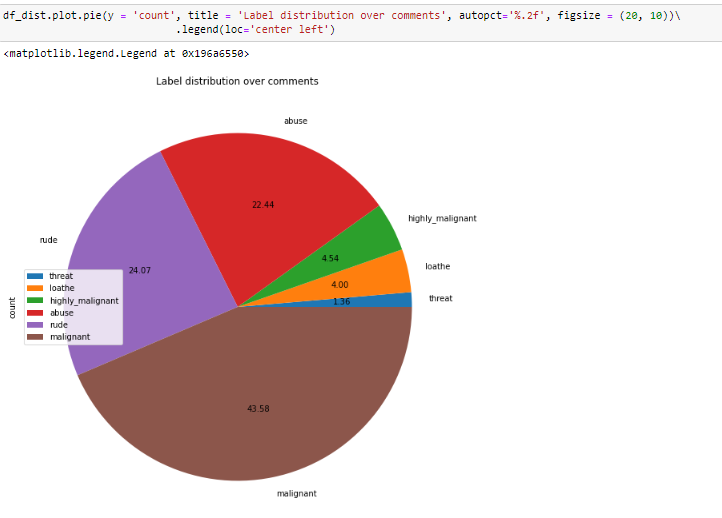 df_dist.plot.pie(y = 'count', title = 'Label distribution over comments', autopct='%.2f', figsize = (20, 10))\
.legend(loc='center left')
<matplotlib.legend.Legend at 0x196a6550>
Label distribution over comments
abuse
22.44
highly_malignant
4.54
rude
24.07
loathe
4.00
threat
1.36
count
threat
loathe
highly_malignant
abuse
rude
malignant
43.58
malignant